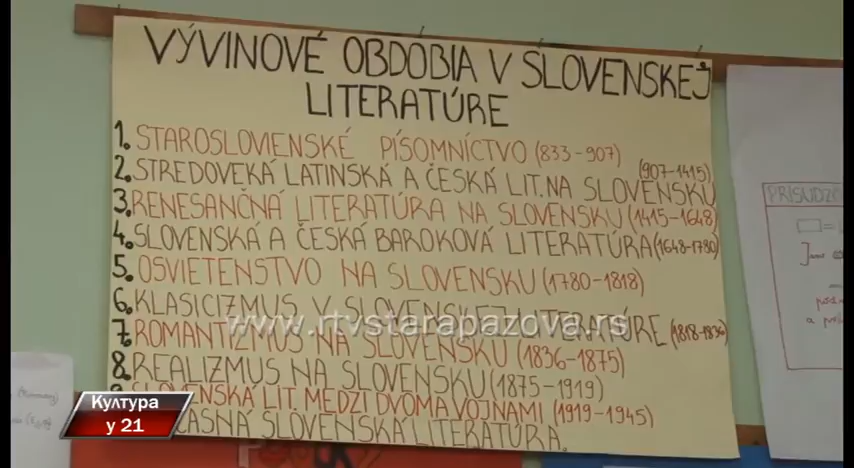 VÝVINOVÉ OBDOBIA V SLOVENSKEJ
LITERATÚRE
1. STAROSLOVIENSKÉ PÍSOMNÍCTVO (833-907)
2. STREDOVEKÁ LATINSKÁ A ČESKÁ LIT. NA SLOVENSKU (907-1415)
3. RENESANČNÁ LITERATÚRA NA SLOVENSKU (1415-1648)
4. SLOVENSKÁ A ČESKÁ BAROKOVÁ LITERATÚRA (1648-1780)
5. OSVIETENSTVO NA SLOVENSKU (1780-1818)
6. KLASICIZMUS V SLOVENSKEJ LITERATÚRE (1818-1836)
www.rtvstarapazova.rs
7. ROMANTIZMUS NA SLOVENSKU (1836-1875)
8. REALIZMUS NA SLOVENSKU (1875-1919)
SLOVENSKÁ LIT. MEDZI DVOMA VOJNAMI (1919-1945)
ČASNÁ SLOVENSKÁ LITERATÚRA.
Култура
у 21